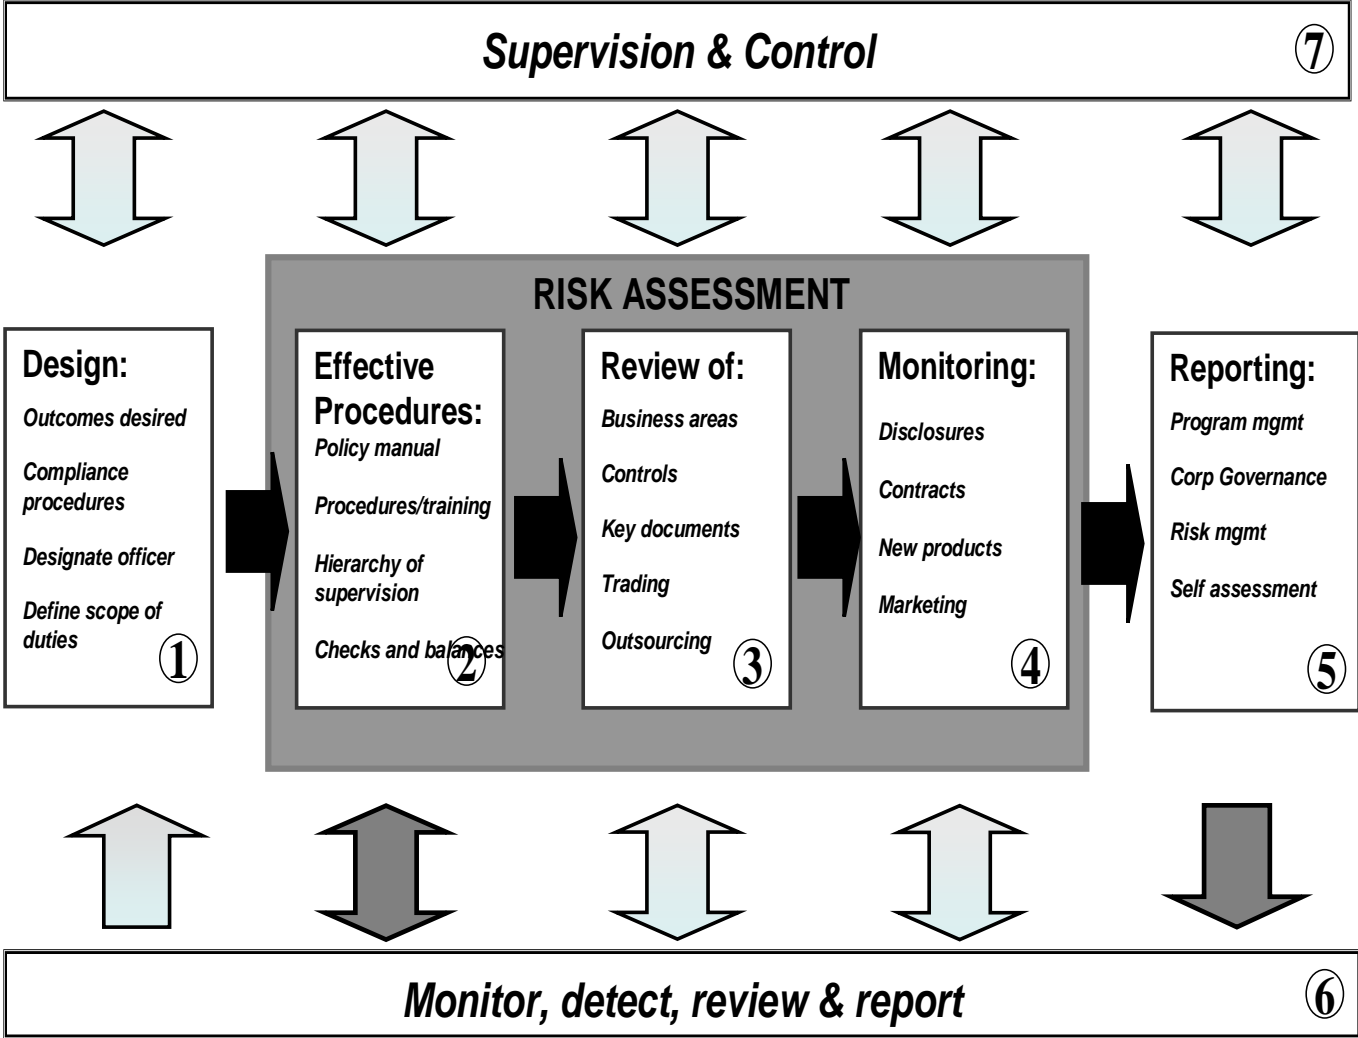 Supervision & Control
7
RISK ASSESSMENT
Design:
Outcomes desired
Compliance
procedures
Designate officer
Define scope of
duties
1
Effective
Procedures:
Policy manual
Procedures/training
Hierarchy of
supervision
Checks and balances
2
Review of:
Business areas
Controls
Key documents
Trading
Outsourcing
3
Monitoring:
Disclosures
Contracts
New products
Marketing
4
Reporting:
Program mgmt
Corp Governance
Risk mgmt
Self assessment
5
Monitor, detect, review & report
6